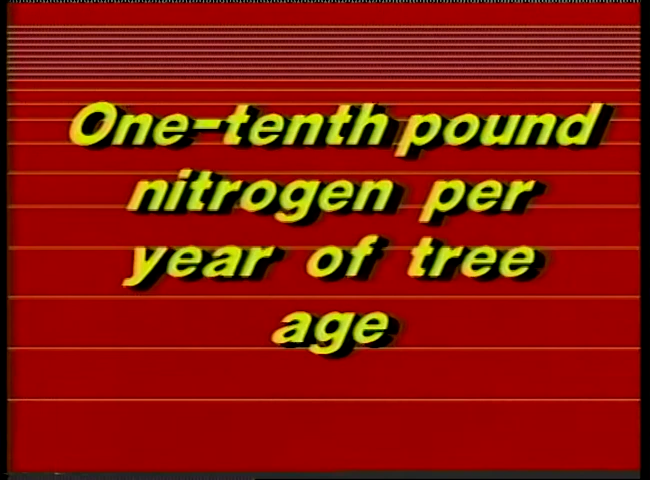 One-tenth pound
nitrogen per
year of tree
age